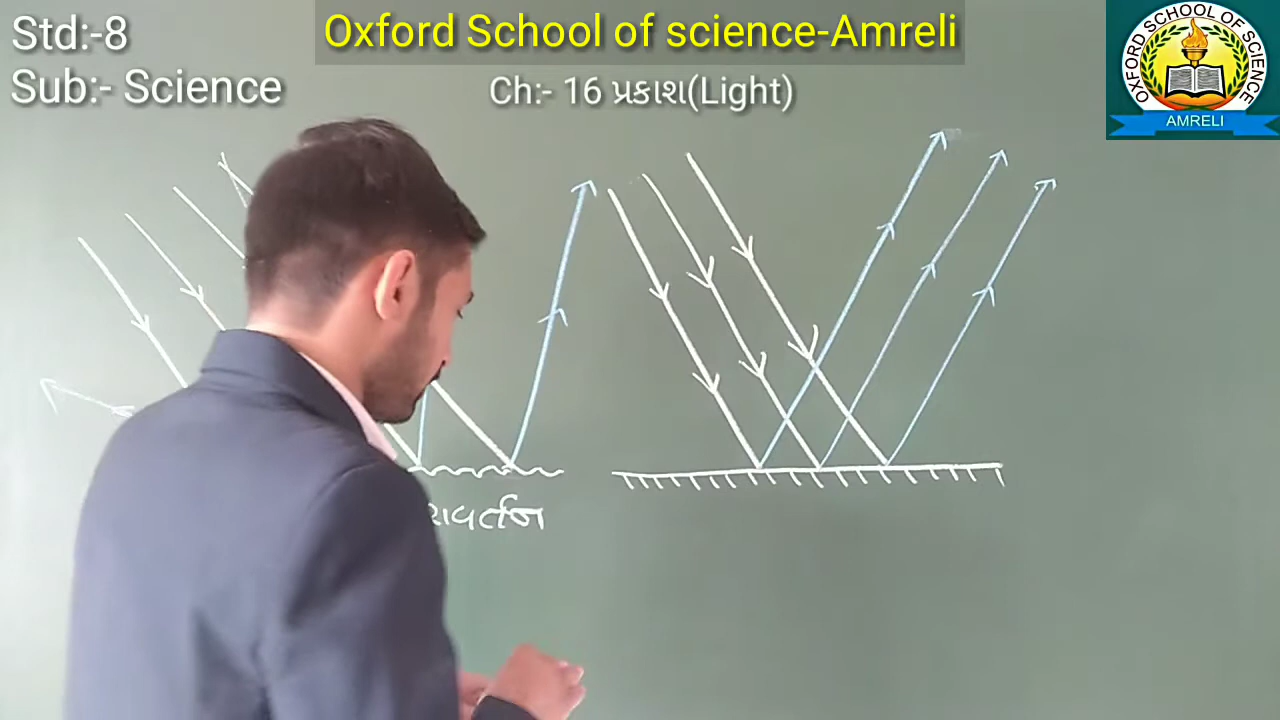 Std:-8
Oxford School of science-Amreli
Sub:- Science
Ch:- 16 પ્રકાશ(Light)
OXFORD SCHOOL OF SCIENCE
AMRELI